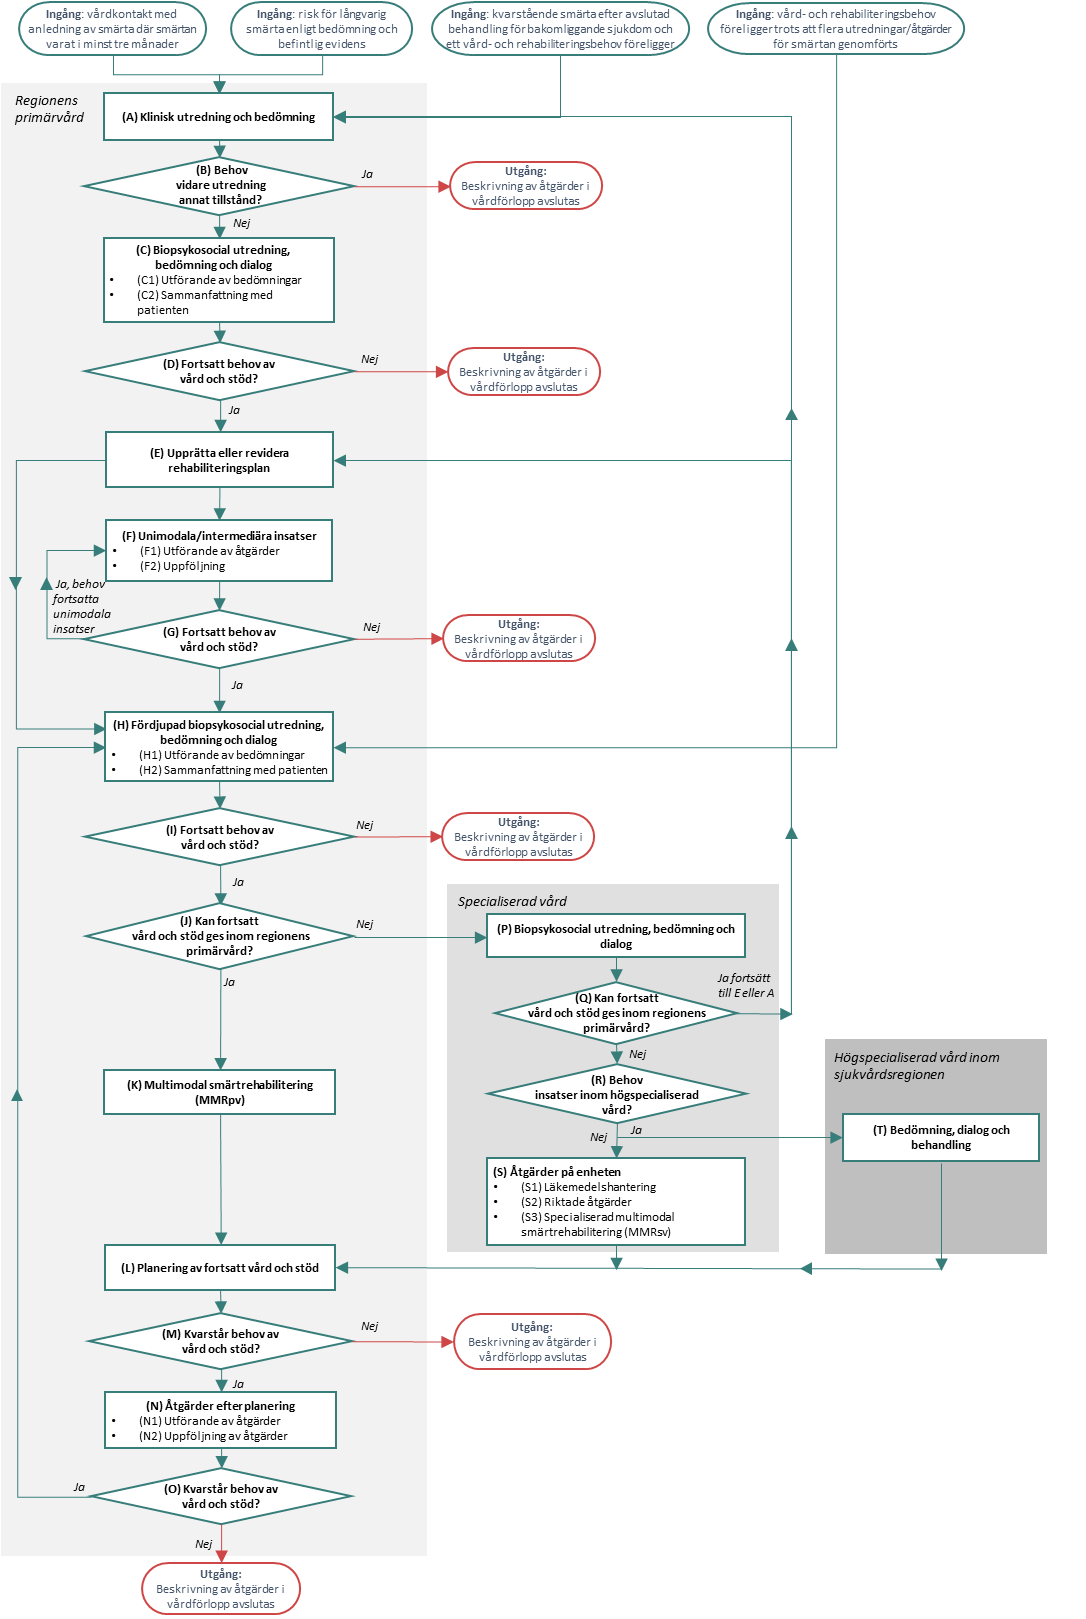 Ingång: vårdkontakt med
anledning av smärta där smärtan
varat i minst tre månader
Ingång: risk för långvarig
smärta enligt bedömning och
befintlig evidens
Ingång: kvarstående smärta efter avslutad
behandling för bakomliggande sjukdom och
ett vård- och rehabiliteringsbehov föreligger
Ingång: vård- och rehabiliteringsbehov
föreligger trots att flera utredningar/åtgärder
för smärtan genomförts
Regionens
primärvård
(A) Klinisk utredning och bedömning
(B) Behov
vidare utredning
annat tillstånd?
Ja
Utgång:
Beskrivning av åtgärder i
vårdförlopp avslutas
Nej
(C) Biopsykosocial utredning,
bedömning och dialog
• (C1) Utförande av bedömningar
• (C2) Sammanfattning med
patienten
(D) Fortsatt behov av
vård och stöd?
Nej
Utgång:
Beskrivning av åtgärder i
vårdförlopp avslutas
Ja
(E) Upprätta eller revidera
rehabiliteringsplan
(F) Unimodala/intermediära insatser
• (F1) Utförande av åtgärder
• (F2) Uppföljning
Ja, behov
fortsatta
unimodala
insatser
(G) Fortsatt behov av
vård och stöd?
Nej
Utgång:
Beskrivning av åtgärder i
vårdförlopp avslutas
Ja
(H) Fördjupad biopsykosocial utredning,
bedömning och dialog
• (H1) Utförande av bedömningar
• (H2) Sammanfattning med patienten
(I) Fortsatt behov av
vård och stöd?
Nej
Utgång:
Beskrivning av åtgärder i
vårdförlopp avslutas
Ja
(J) Kan fortsatt
vård och stöd ges inom regionens
primärvård?
Nej
Ja
Specialiserad vård
(P) Biopsykosocial utredning, bedömning och
dialog
(Q) Kan fortsatt
vård och stöd ges inom regionens
primärvård?
Ja fortsätt
till E eller A
Nej
(R) Behov
insatser inom högspecialiserad
vård?
Ja
Nej
Högspecialiserad vård inom
sjukvårdsregionen
(T) Bedömning, dialog och
behandling
(K) Multimodal smärtrehabilitering
(MMRpv)
(S) Åtgärder på enheten
• (S1) Läkemedelshantering
• (S2) Riktade åtgärder
• (S3) Specialiserad multimodal
smärtrehabilitering (MMRsv)
(L) Planering av fortsatt vård och stöd
(M) Kvarstår behov av
vård och stöd?
Nej
Utgång:
Beskrivning av åtgärder i
vårdförlopp avslutas
Ja
(N) Åtgärder efter planering
• (N1) Utförande av åtgärder
• (N2) Uppföljning av åtgärder
(O) Kvarstår behov av
vård och stöd?
Ja
Nej
Utgång:
Beskrivning av åtgärder i
vårdförlopp avslutas